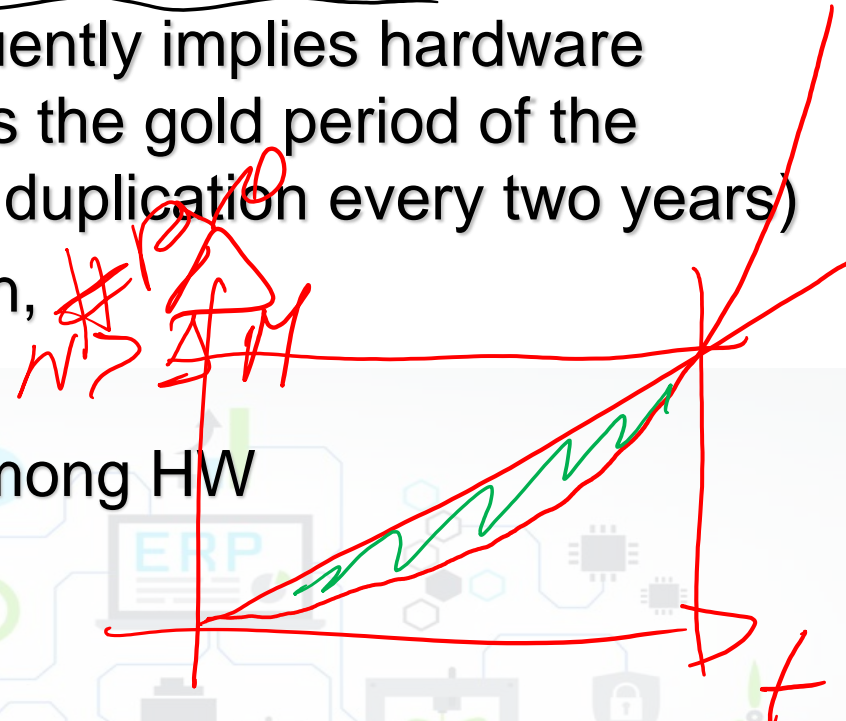 uently implies hardware
s the gold period of the
duplication every two years)
n, #
mong HW
ERP
t